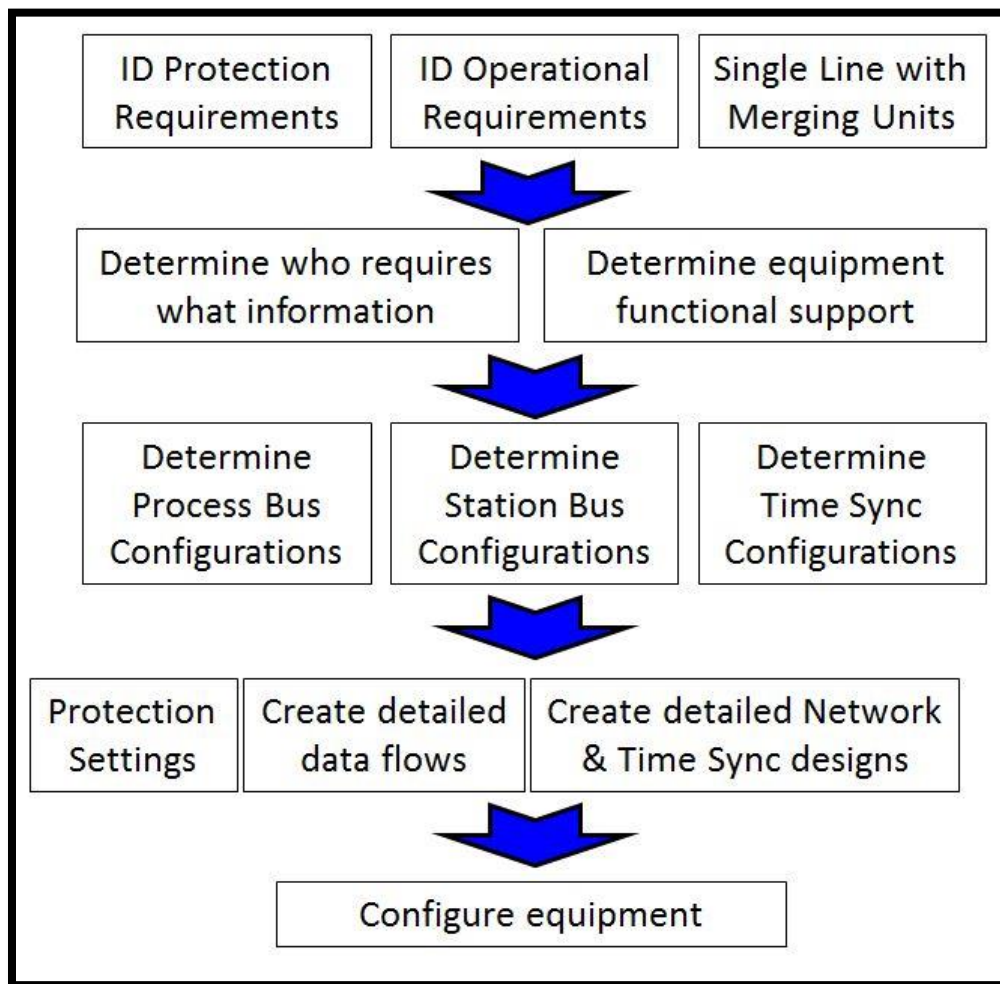 ID Protection
Requirements
ID Operational
Requirements
Single Line with
Merging Units
Determine who requires
what information
Determine equipment
functional support
Determine
Process Bus
Configurations
Determine
Station Bus
Configurations
Determine
Time Sync
Configurations
Protection
Settings
Create detailed
data flows
Create detailed Network
& Time Sync designs
Configure equipment